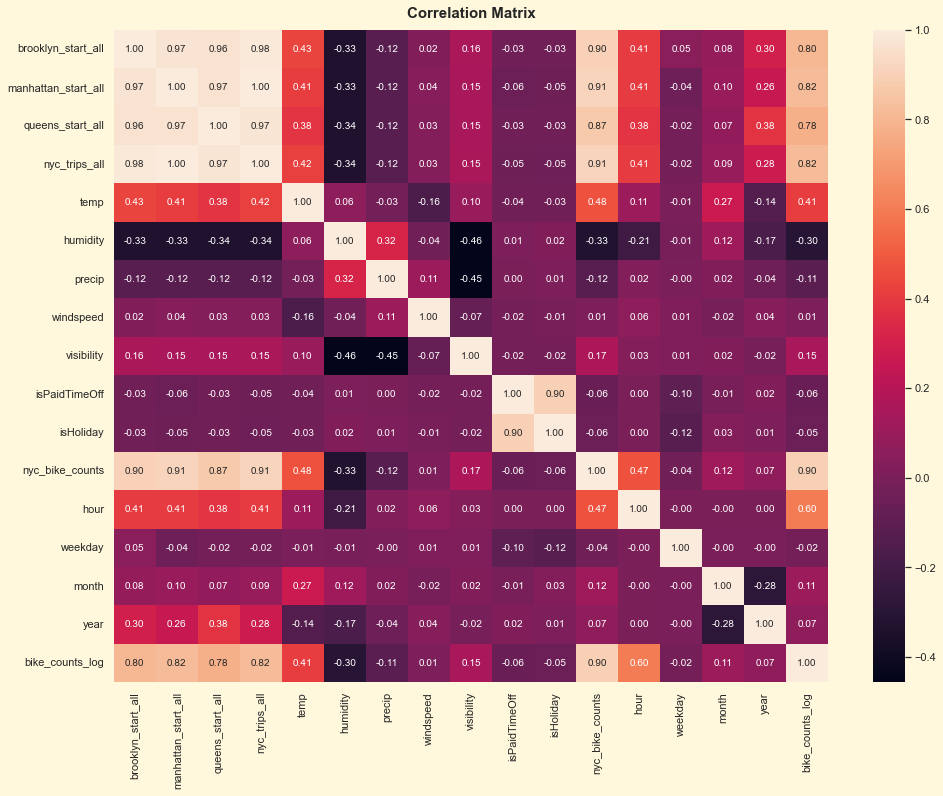 Correlation Matrix
brooklyn_start_all 1.00 0.97 0.96 0.98 0.43 -0.33 -0.12 0.02 0.16 -0.03 -0.03 0.90 0.41 0.05 0.08 0.30 0.80
manhattan_start_all 0.97 1.00 0.97 1.00 0.41 -0.33 -0.12 0.04 0.15 -0.06 -0.05 0.91 0.41 -0.04 0.10 0.26 0.82
queens_start_all 0.96 0.97 1.00 0.97 0.38 -0.34 -0.12 0.03 0.15 -0.03 -0.03 0.87 0.38 -0.02 0.07 0.38 0.78
nyc_trips_all 0.98 1.00 0.97 1.00 0.42 -0.34 -0.12 0.03 0.15 -0.05 -0.05 0.91 0.41 -0.02 0.09 0.28 0.82
temp 0.43 0.41 0.38 0.42 1.00 0.06 -0.03 -0.16 0.10 -0.04 -0.03 0.48 0.11 -0.01 0.27 -0.14 0.41
humidity -0.33 -0.33 -0.34 -0.34 0.06 1.00 0.32 -0.04 -0.46 0.01 0.02 -0.33 -0.21 -0.01 0.12 -0.17 -0.30
precip -0.12 -0.12 -0.12 -0.12 -0.03 0.32 1.00 0.11 -0.45 0.00 0.01 -0.12 0.02 -0.00 0.02 -0.04 -0.11
windspeed 0.02 0.04 0.03 0.03 -0.16 -0.04 0.11 1.00 -0.07 -0.02 -0.01 0.01 0.06 0.01 -0.02 0.04 0.01
visibility 0.16 0.15 0.15 0.15 0.10 -0.46 -0.45 -0.07 1.00 -0.02 -0.02 0.17 0.03 0.01 0.02 -0.02 0.15
isPaidTimeOff -0.03 -0.06 -0.03 -0.05 -0.04 0.01 0.00 -0.02 -0.02 1.00 0.90 -0.06 0.00 -0.10 -0.01 0.02 -0.06
isHoliday -0.03 -0.05 -0.03 -0.05 -0.03 0.02 0.01 -0.01 -0.02 0.90 1.00 -0.06 0.00 -0.12 0.03 0.01 -0.05
nyc_bike_counts 0.90 0.91 0.87 0.91 0.48 -0.33 -0.12 0.01 0.17 -0.06 -0.06 1.00 0.47 -0.04 0.12 0.07 0.90
hour 0.41 0.41 0.38 0.41 0.11 -0.21 0.02 0.06 0.03 0.00 0.00 0.47 1.00 -0.00 -0.00 0.00 0.60
weekday 0.05 -0.04 -0.02 -0.02 -0.01 -0.01 -0.00 0.01 0.01 -0.10 -0.12 -0.04 -0.00 1.00 -0.00 -0.00 -0.02
month 0.08 0.10 0.07 0.09 0.27 0.12 0.02 -0.02 0.02 -0.01 0.03 0.12 -0.00 -0.00 1.00 -0.28 0.11
year 0.30 0.26 0.38 0.28 -0.14 -0.17 -0.04 0.04 -0.02 0.02 0.01 0.07 0.00 -0.00 -0.28 1.00 0.07
bike_counts_log 0.80 0.82 0.78 0.82 0.41 -0.30 -0.11 0.01 0.15 -0.06 -0.05 0.90 0.60 -0.02 0.11 0.07 1.00
brooklyn_start_all
manhattan_start_all
queens_start_all
nyc_trips_all
temp
humidity
precip
windspeed
visibility
isPaidTimeOff
isHoliday
nyc_bike_counts
hour
weekday
month
year
bike_counts_log
1.0
0.8
0.6
0.4
0.2
0.0
−0.2
−0.4